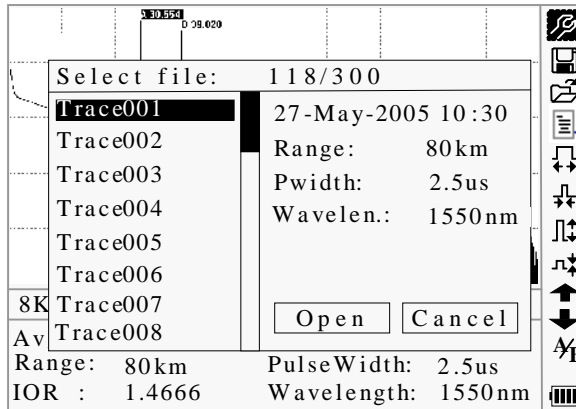 A 30.554
Select file: 118/300
Trace001
Trace002
Trace003
Trace004
Trace005
Trace006
Trace007
Trace008
27-May-2005 10:30
Range: 80km
Pwidth: 2.5us
Wavelen.: 1550nm
Open Cancel
8K
Av
Range: 80km PulseWidth: 2.5us
IOR : 1.4666 Wavelength: 1550nm